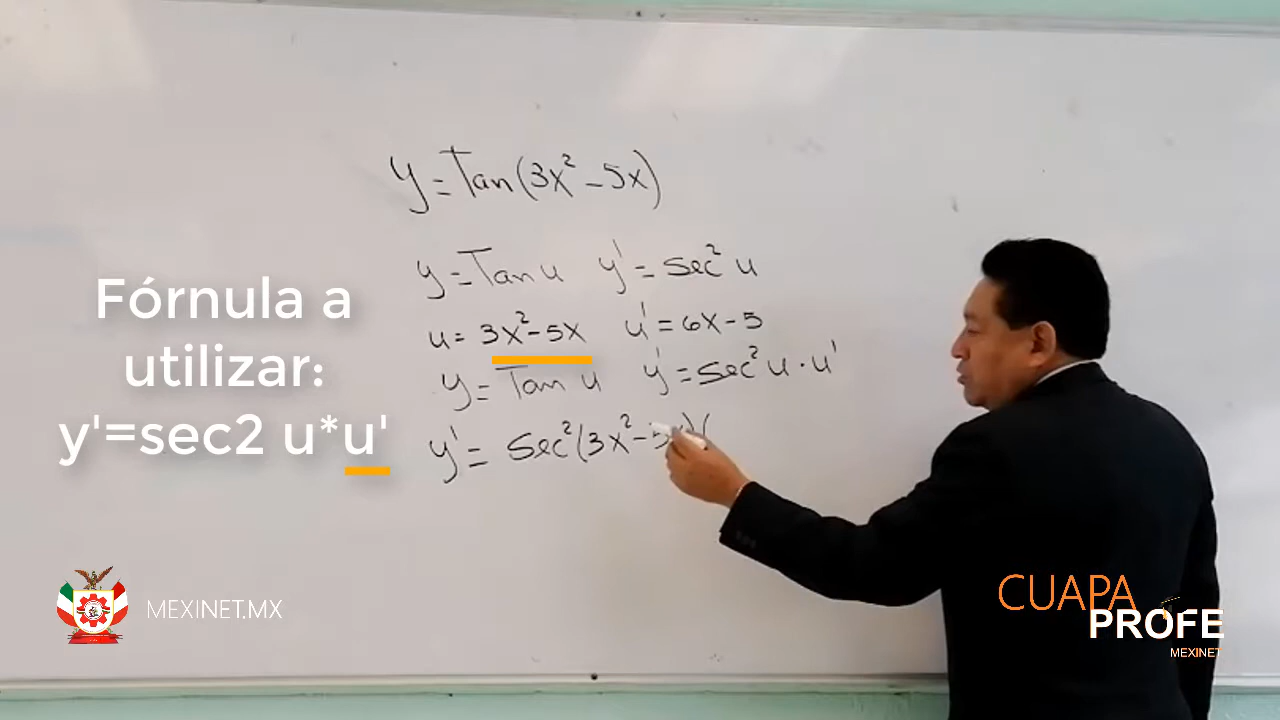 y = Tan(3x² - 5x)
y = Tan u y' = sec² u
u = 3x² - 5x u' = 6x - 5
y = Tan u y' = sec² u · u'
y' = sec²(3x² - 5x)(
Fórnula a
utilizar:
y'=sec2 u*u'
MEXINET.MX
CUAPA
PROFE
MEXINET